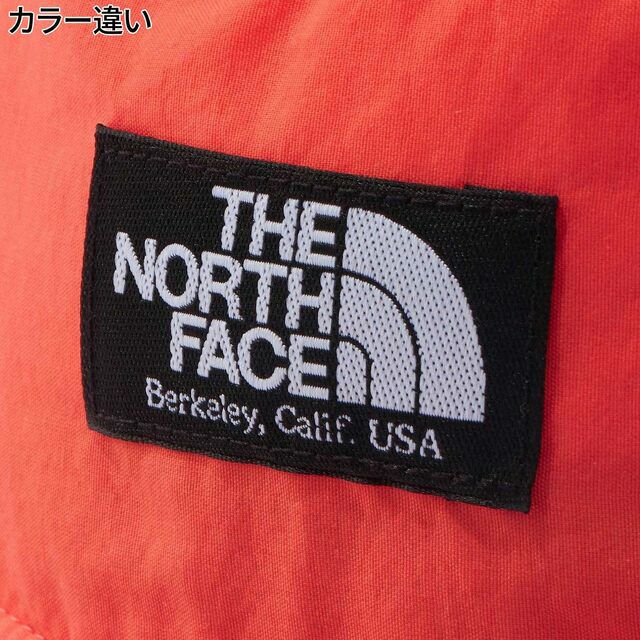 カラー違い
THE
NORTH
FACE
Berkeley, Calif. USA